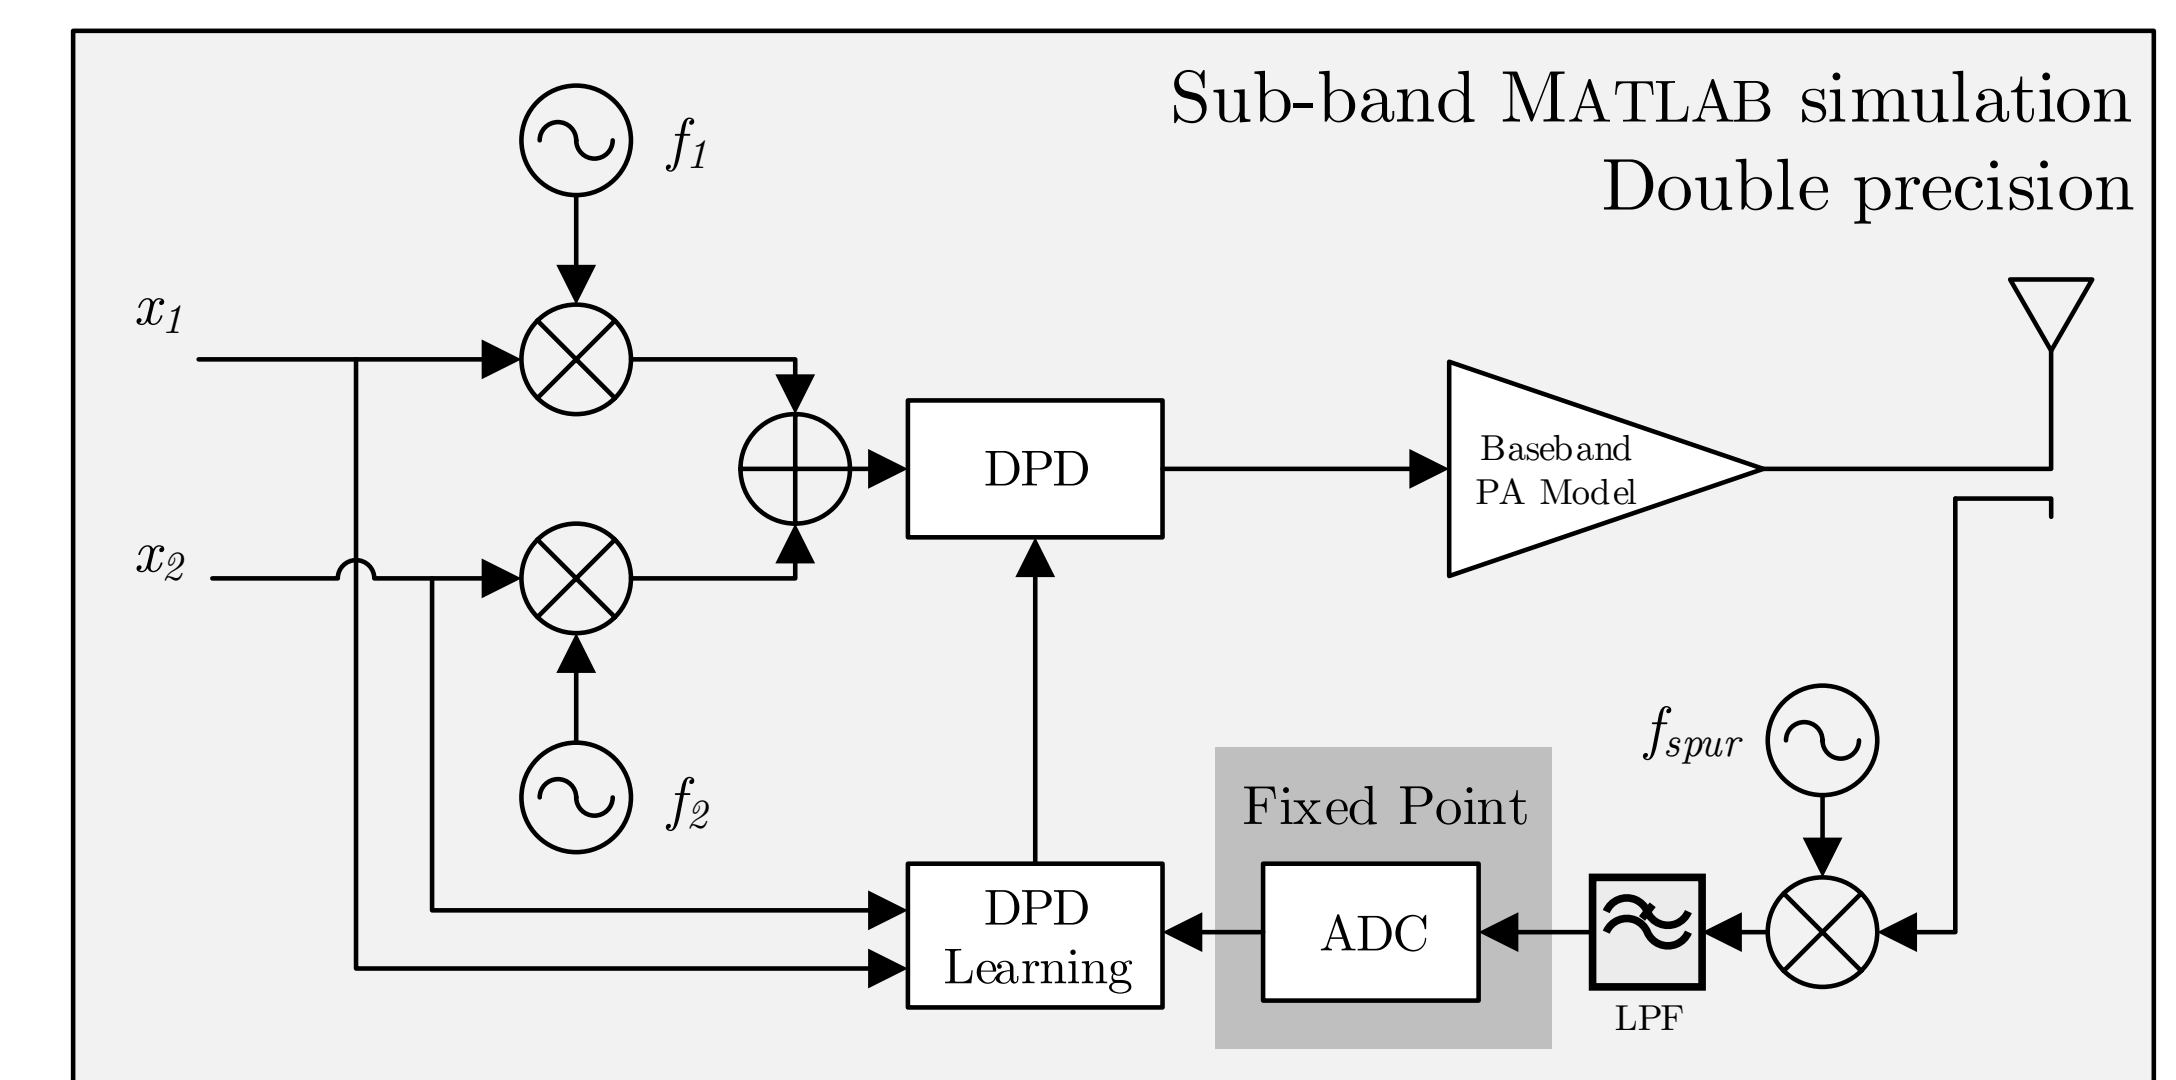 Sub-band MATLAB simulation
Double precision
f1
x1
DPD
Baseband
PA Model
x2
f2
fspur
Fixed Point
DPD
Learning
ADC
LPF